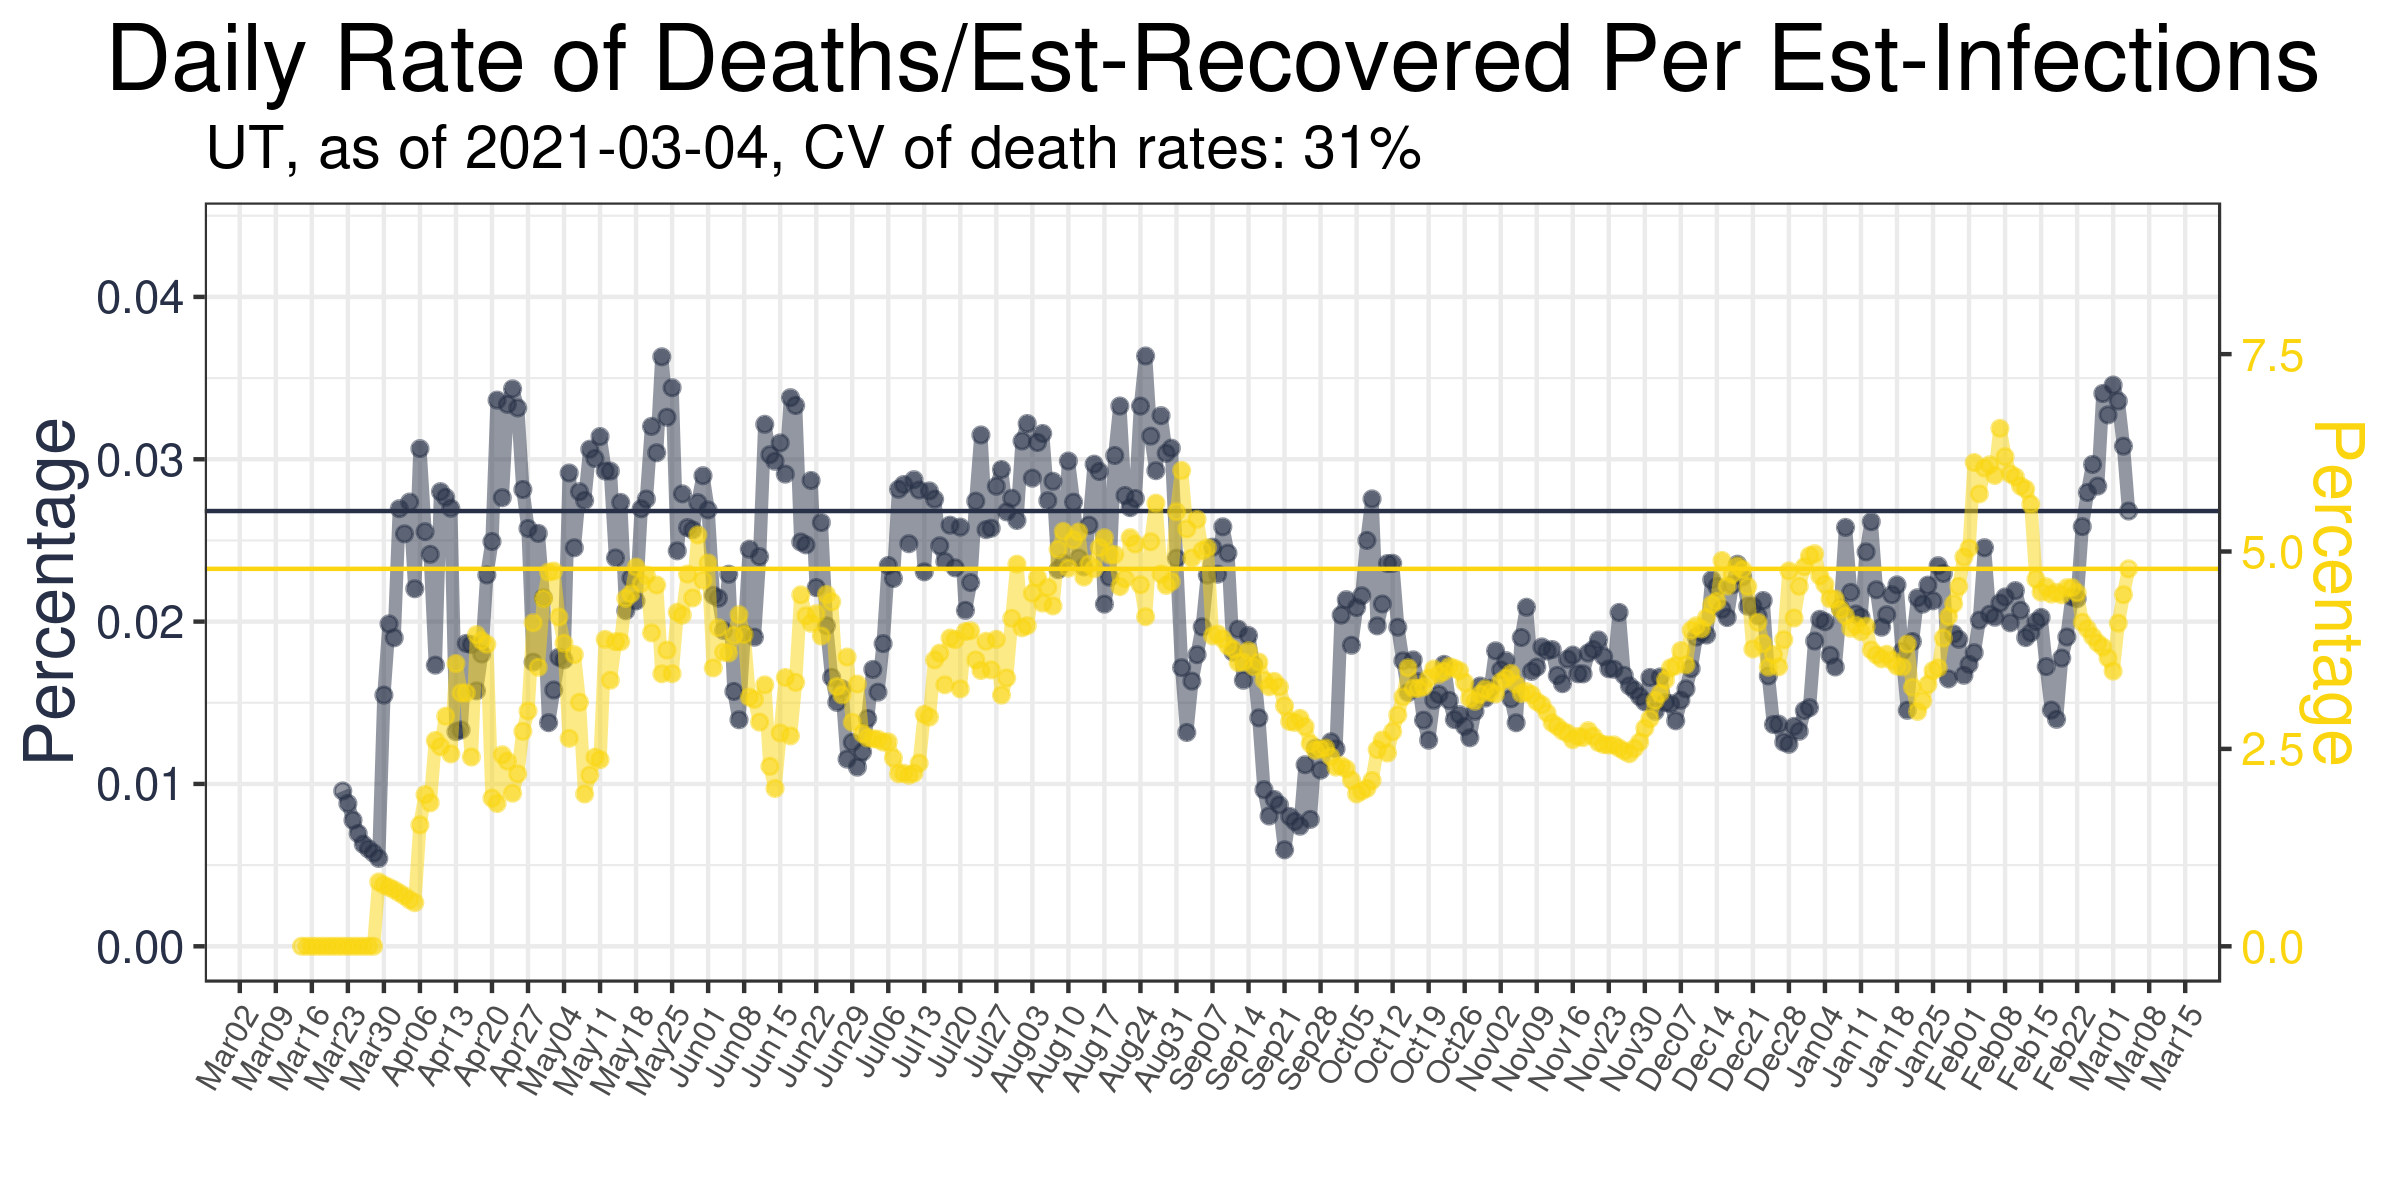 Daily Rate of Deaths/Est-Recovered Per Est-Infections
UT, as of 2021-03-04, CV of death rates: 31%
Percentage
0.04
0.03
0.02
0.01
0.00
7.5
5.0
2.5
0.0
Percentage
Mar02
Mar09
Mar16
Mar23
Mar30
Apr06
Apr13
Apr20
Apr27
May04
May11
May18
May25
Jun01
Jun08
Jun15
Jun22
Jun29
Jul06
Jul13
Jul20
Jul27
Aug03
Aug10
Aug17
Aug24
Aug31
Sep07
Sep14
Sep21
Sep28
Oct05
Oct12
Oct19
Oct26
Nov02
Nov09
Nov16
Nov23
Nov30
Nov07
Dec14
Dec21
Dec28
Dec04
Jan11
Jan18
Jan25
Feb01
Feb08
Feb15
Feb22
Mar01
Mar08
Mar15